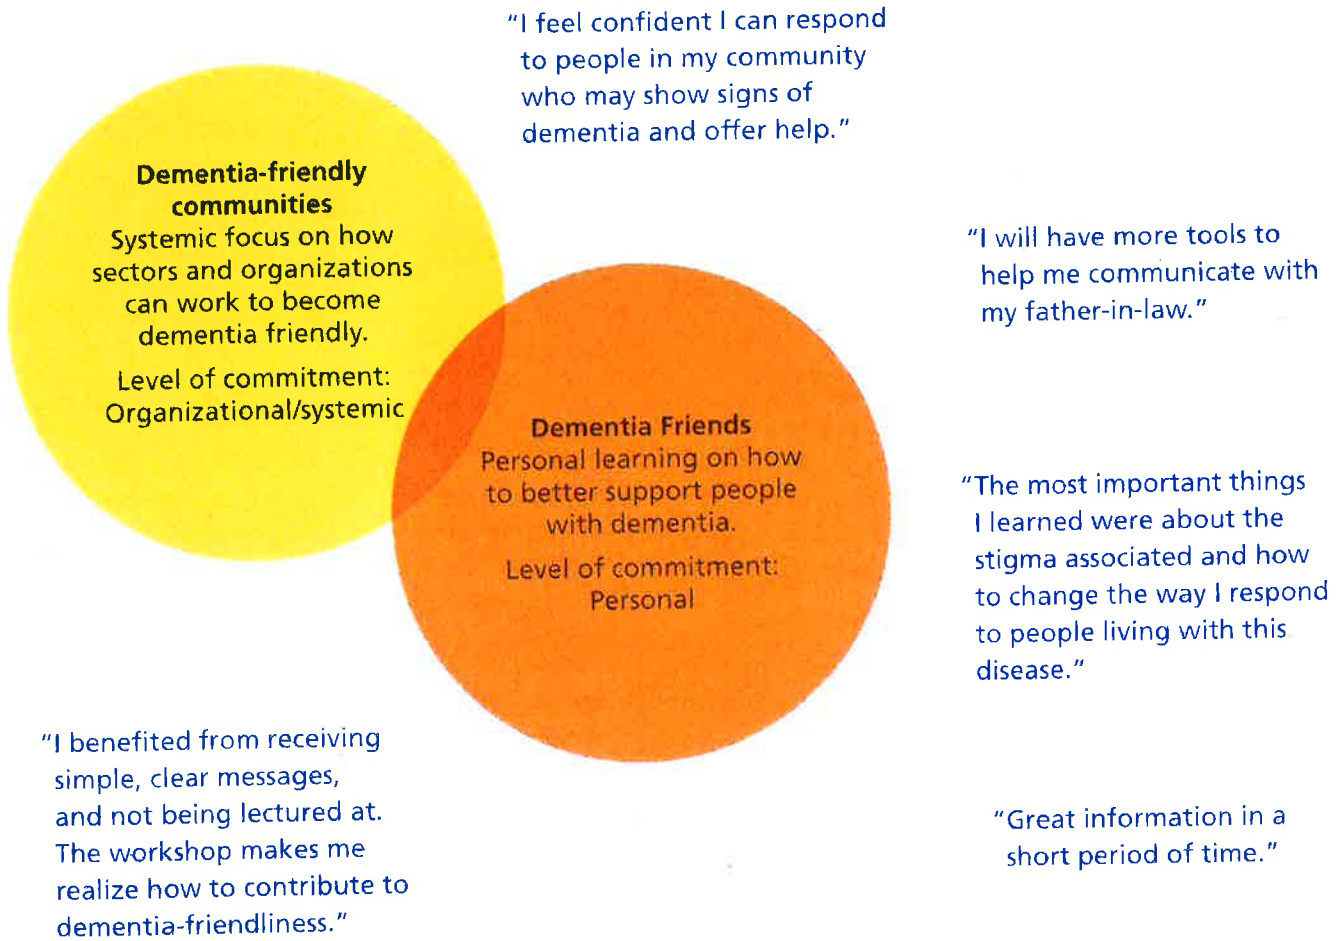 “I feel confident I can respond
to people in my community
who may show signs of
dementia and offer help.”
Dementia-friendly
communities
Systemic focus on how
sectors and organizations
can work to become
dementia friendly.
Level of commitment:
Organizational/systemic
“I will have more tools to
help me communicate with
my father-in-law.”
Dementia Friends
Personal learning on how
to better support people
with dementia.
Level of commitment:
Personal
“The most important things
I learned were about the
stigma associated and how
to change the way I respond
to people living with this
disease.”
“I benefited from receiving
simple, clear messages,
and not being lectured at.
The workshop makes me
realize how to contribute to
dementia-friendliness.”
“Great information in a
short period of time.”